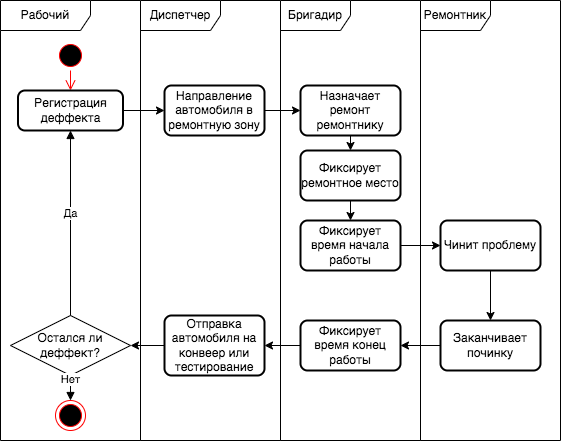 Рабочий
Диспетчер
Бригадир
Ремонтник
Регистрация
деффекта
Направление
автомобиля в
ремонтную зону
Назначает
ремонт
ремонтнику
Фиксирует
ремонтное место
Да
Фиксирует
время начала
работы
Чинит проблему
Остался ли
деффект?
Отправка
автомобиля на
конвеер или
тестирование
Фиксирует
время конец
работы
Заканчивает
починку
Нет